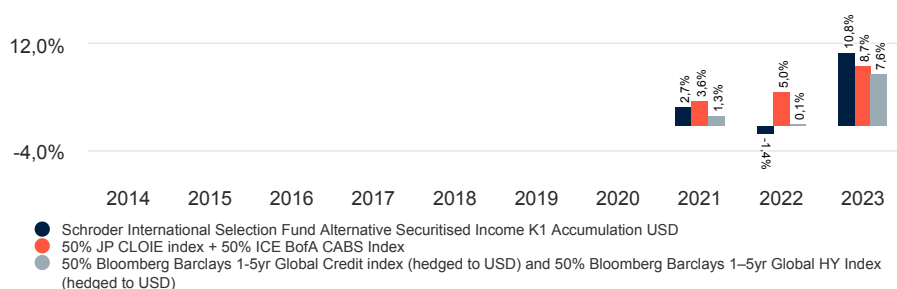 12,0%
-4,0%
2,7%
3,6%
1,3%
-1,4%
5,0%
0,1%
10,8%
8,7%
7,6%
2014 2015 2016 2017 2018 2019 2020 2021 2022 2023
Schroder International Selection Fund Alternative Securitised Income K1 Accumulation USD
50% JP CLOIE index + 50% ICE BofA CABS Index
50% Bloomberg Barclays 1-5yr Global Credit index (hedged to USD) and 50% Bloomberg Barclays 1–5yr Global HY Index
(hedged to USD)